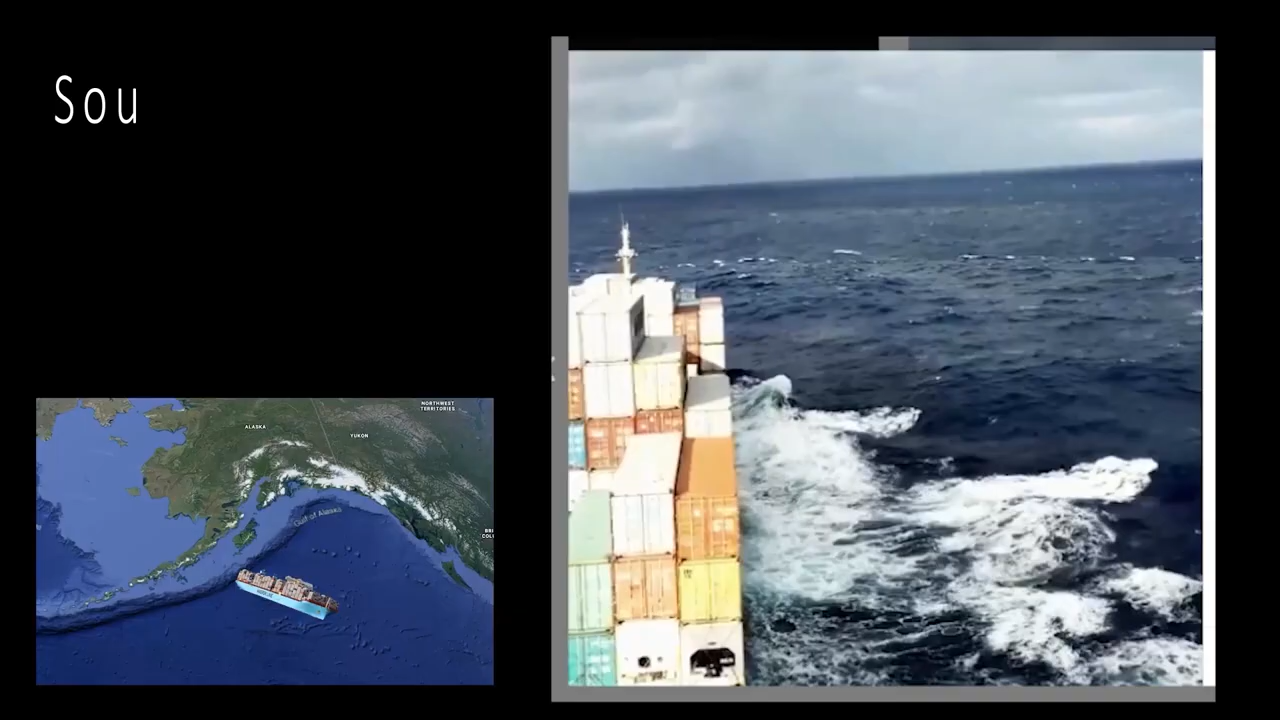 Sou
NORTHWEST
TERRITORIES
ALASKA
YUKON
Gulf of Alaska